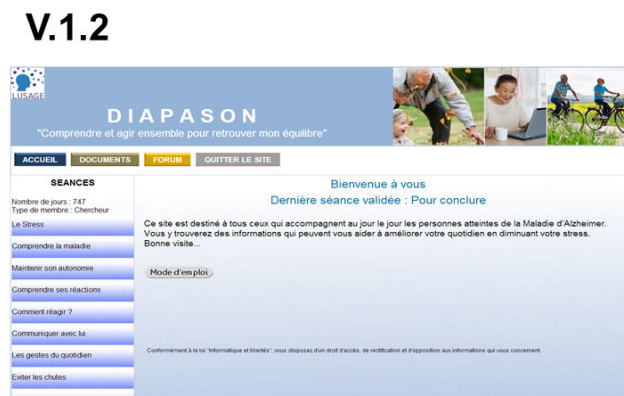 V.1.2
LUSAGE
DIAPASON
"Comprendre et agir ensemble pour retrouver mon équilibre"
ACCUEIL DOCUMENTS FORUM QUITTER LE SITE
SEANCES
Nombre de jours : 747
Type de membre : Chercheur
Le Stress
Comprendre la maladie
Maintenir son autonomie
Comprendre ses réactions
Comment réagir ?
Communiquer avec lui
Les gestes du quotidien
Eviter les chutes
Bienvenue à vous
Dernière séance validée : Pour conclure
Ce site est destiné à tous ceux qui accompagnent au jour le jour les personnes atteintes de la Maladie d'Alzheimer.
Vous y trouverez des informations qui peuvent vous aider à améliorer votre quotidien en diminuant votre stress.
Bonne visite...
Mode d'emploi
Conformément à la loi "Informatique et libertés", vous disposez d'un droit d'accès, de rectification et d'opposition aux informations qui vous concernent.